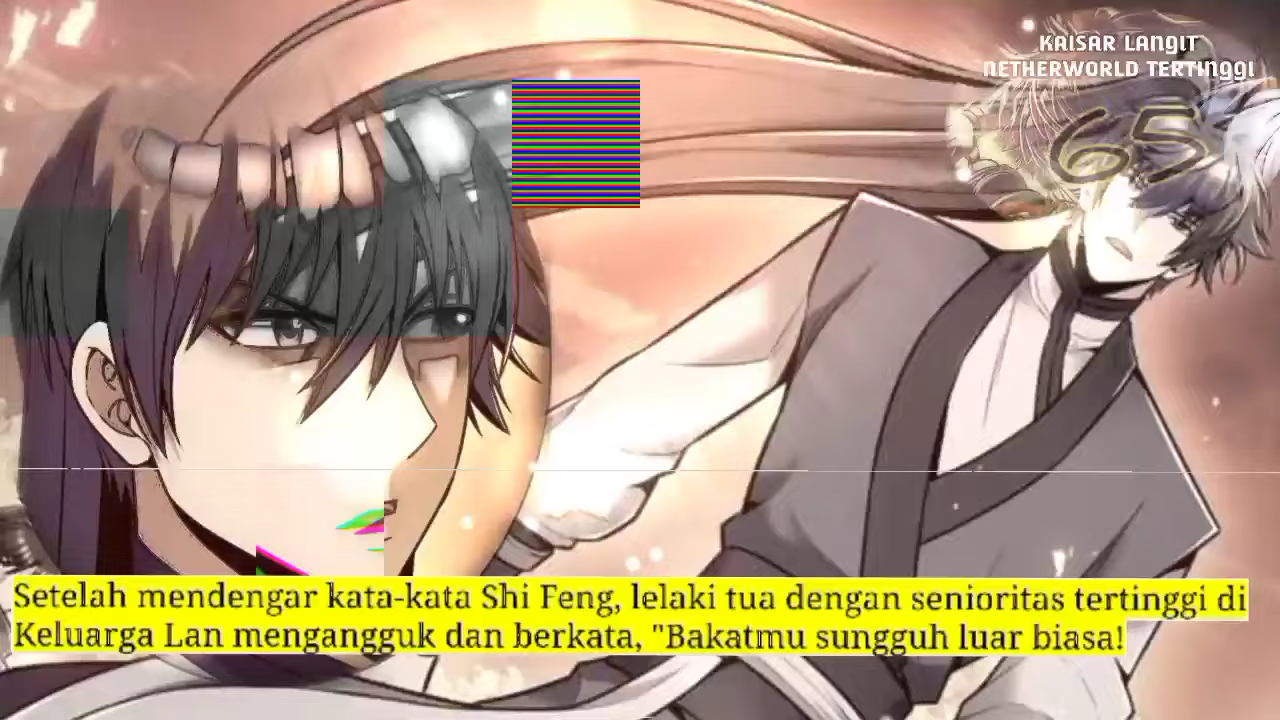 KAISAR LANGIT
NETHERWORLD TERTINGGI
65
Setelah mendengar kata-kata Shi Feng, lelaki tua dengan senioritas tertinggi di
Keluarga Lan mengangguk dan berkata, "Bakatmu sungguh luar biasa!